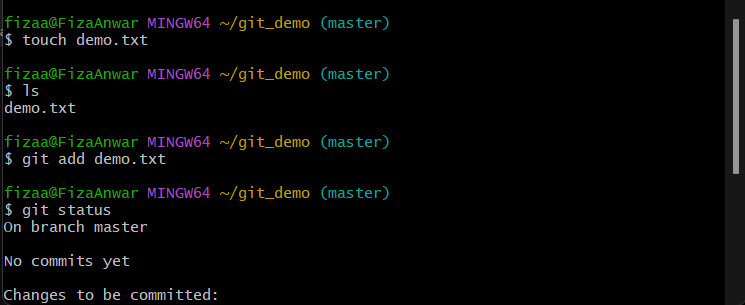 fizaa@FizaAnwar MINGW64 ~/git_demo (master)
$ touch demo.txt
fizaa@FizaAnwar MINGW64 ~/git_demo (master)
$ ls
demo.txt
fizaa@FizaAnwar MINGW64 ~/git_demo (master)
$ git add demo.txt
fizaa@FizaAnwar MINGW64 ~/git_demo (master)
$ git status
On branch master
No commits yet
Changes to be committed: